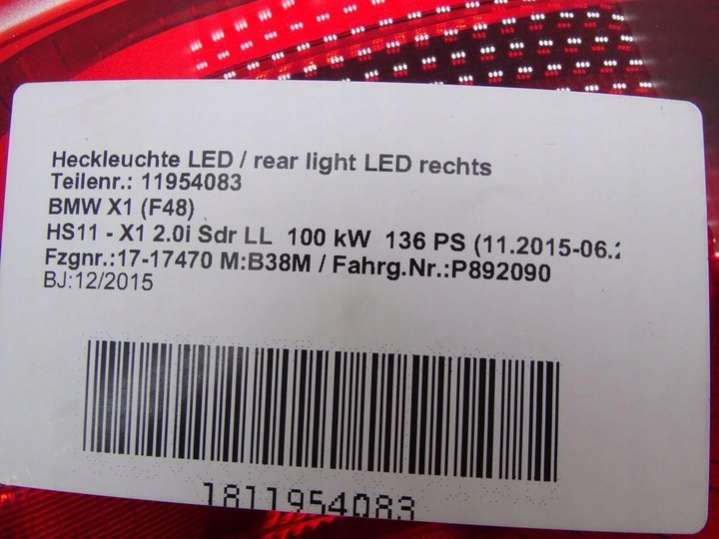 Heckleuchte LED / rear light LED rechts
Teilenr.: 11954083
BMW X1 (F48)
HS11 - X1 2.0i Sdr LL 100 kW 136 PS (11.2015-06.
Fzgnr.:17-17470 M:B38M / Fahrg.Nr.:P892090
BJ:12/2015
1811954083